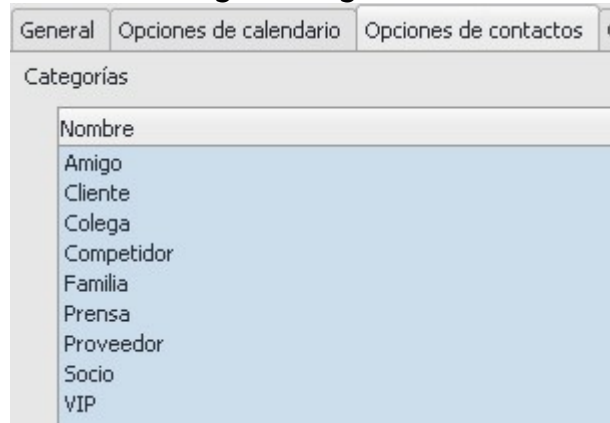 General Opciones de calendario Opciones de contactos
Categorías
Nombre
Amigo
Cliente
Colega
Competidor
Familia
Prensa
Proveedor
Socio
VIP